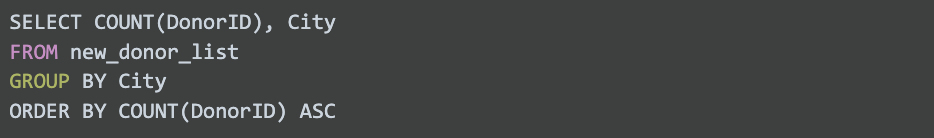 SELECT COUNT(DonorID), City
FROM new_donor_list
GROUP BY City
ORDER BY COUNT(DonorID) ASC